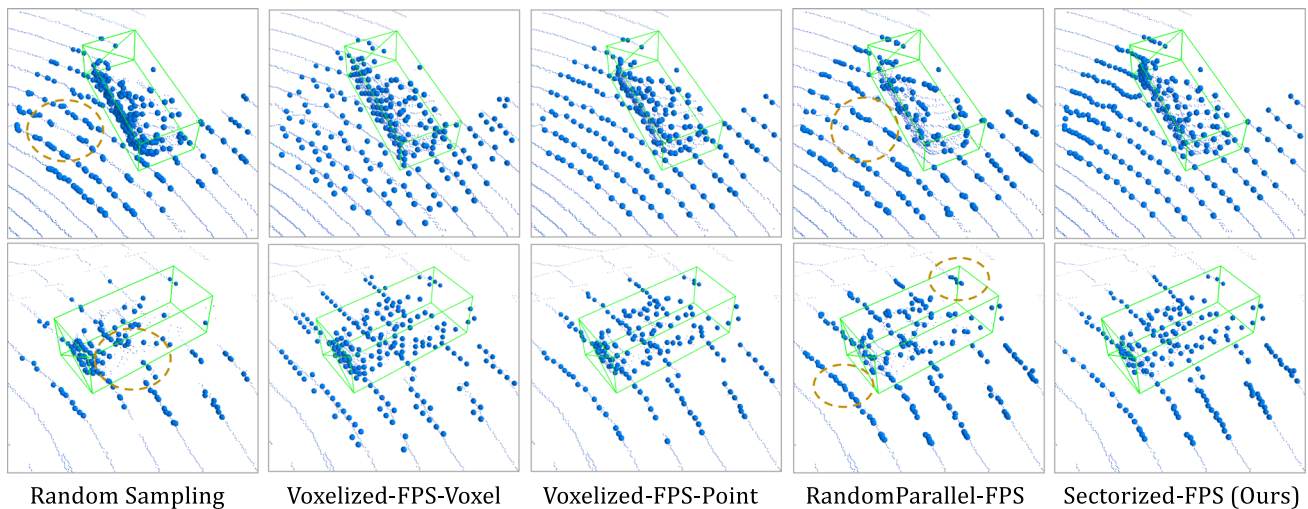 Random Sampling
Voxelized-FPS-Voxel
Voxelized-FPS-Point
RandomParallel-FPS
Sectorized-FPS (Ours)